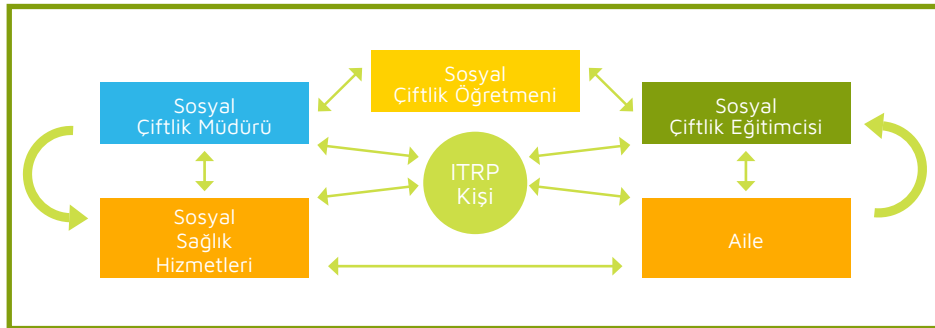 Sosyal
Çiftlik Öğretmeni
Sosyal
Çiftlik Müdürü
Sosyal
Çiftlik Eğitimcisi
ITRP
Kişi
Sosyal
Sağlık
Hizmetleri
Aile